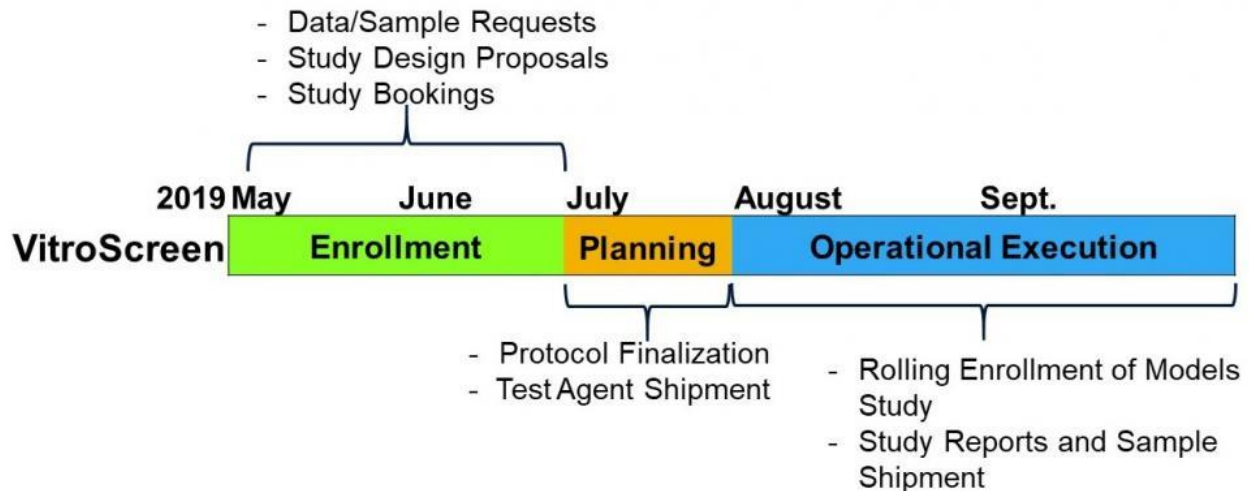 - Data/Sample Requests
- Study Design Proposals
- Study Bookings
2019 May June July August Sept.
VitroScreen Enrollment Planning Operational Execution
- Protocol Finalization
- Test Agent Shipment
- Rolling Enrollment of Models
Study
- Study Reports and Sample
Shipment